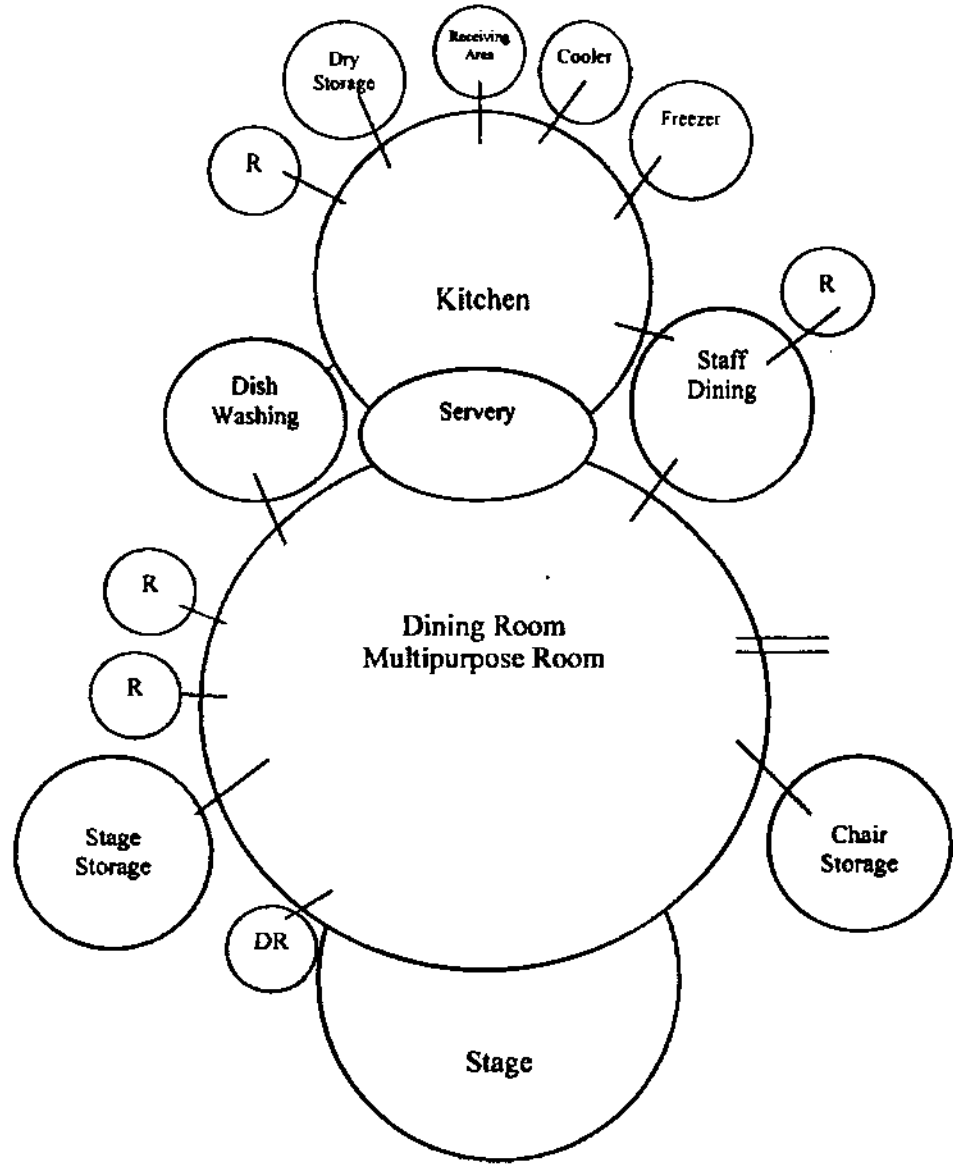 Receiving
Area
Dry
Storage
Cooler
Freezer
R
R
Kitchen
Staff
Dining
Dish
Washing
Servery
R
Dining Room
Multipurpose Room
R
Stage
Storage
Chair
Storage
DR
Stage